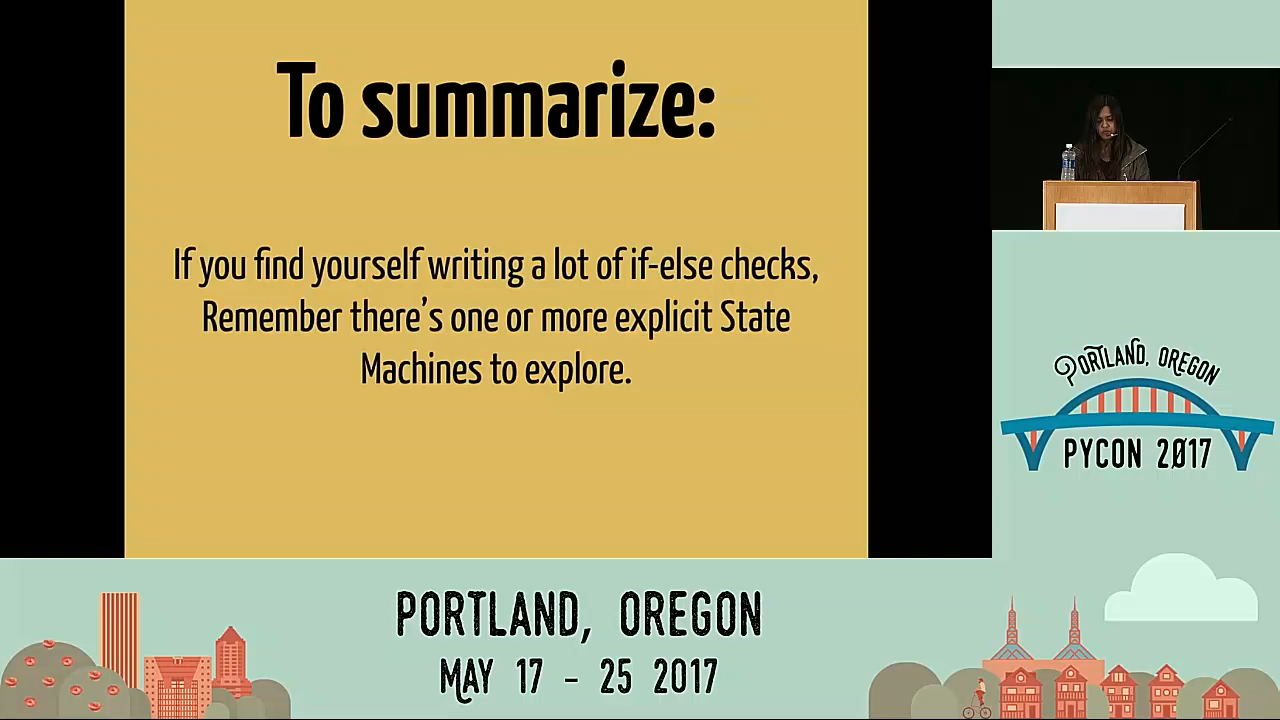 To summarize:
If you find yourself writing a lot of if-else checks,
Remember there’s one or more explicit State
Machines to explore.
PORTLAND, OREGON
PYCON 2017
PORTLAND, OREGON
MAY 17 - 25 2017